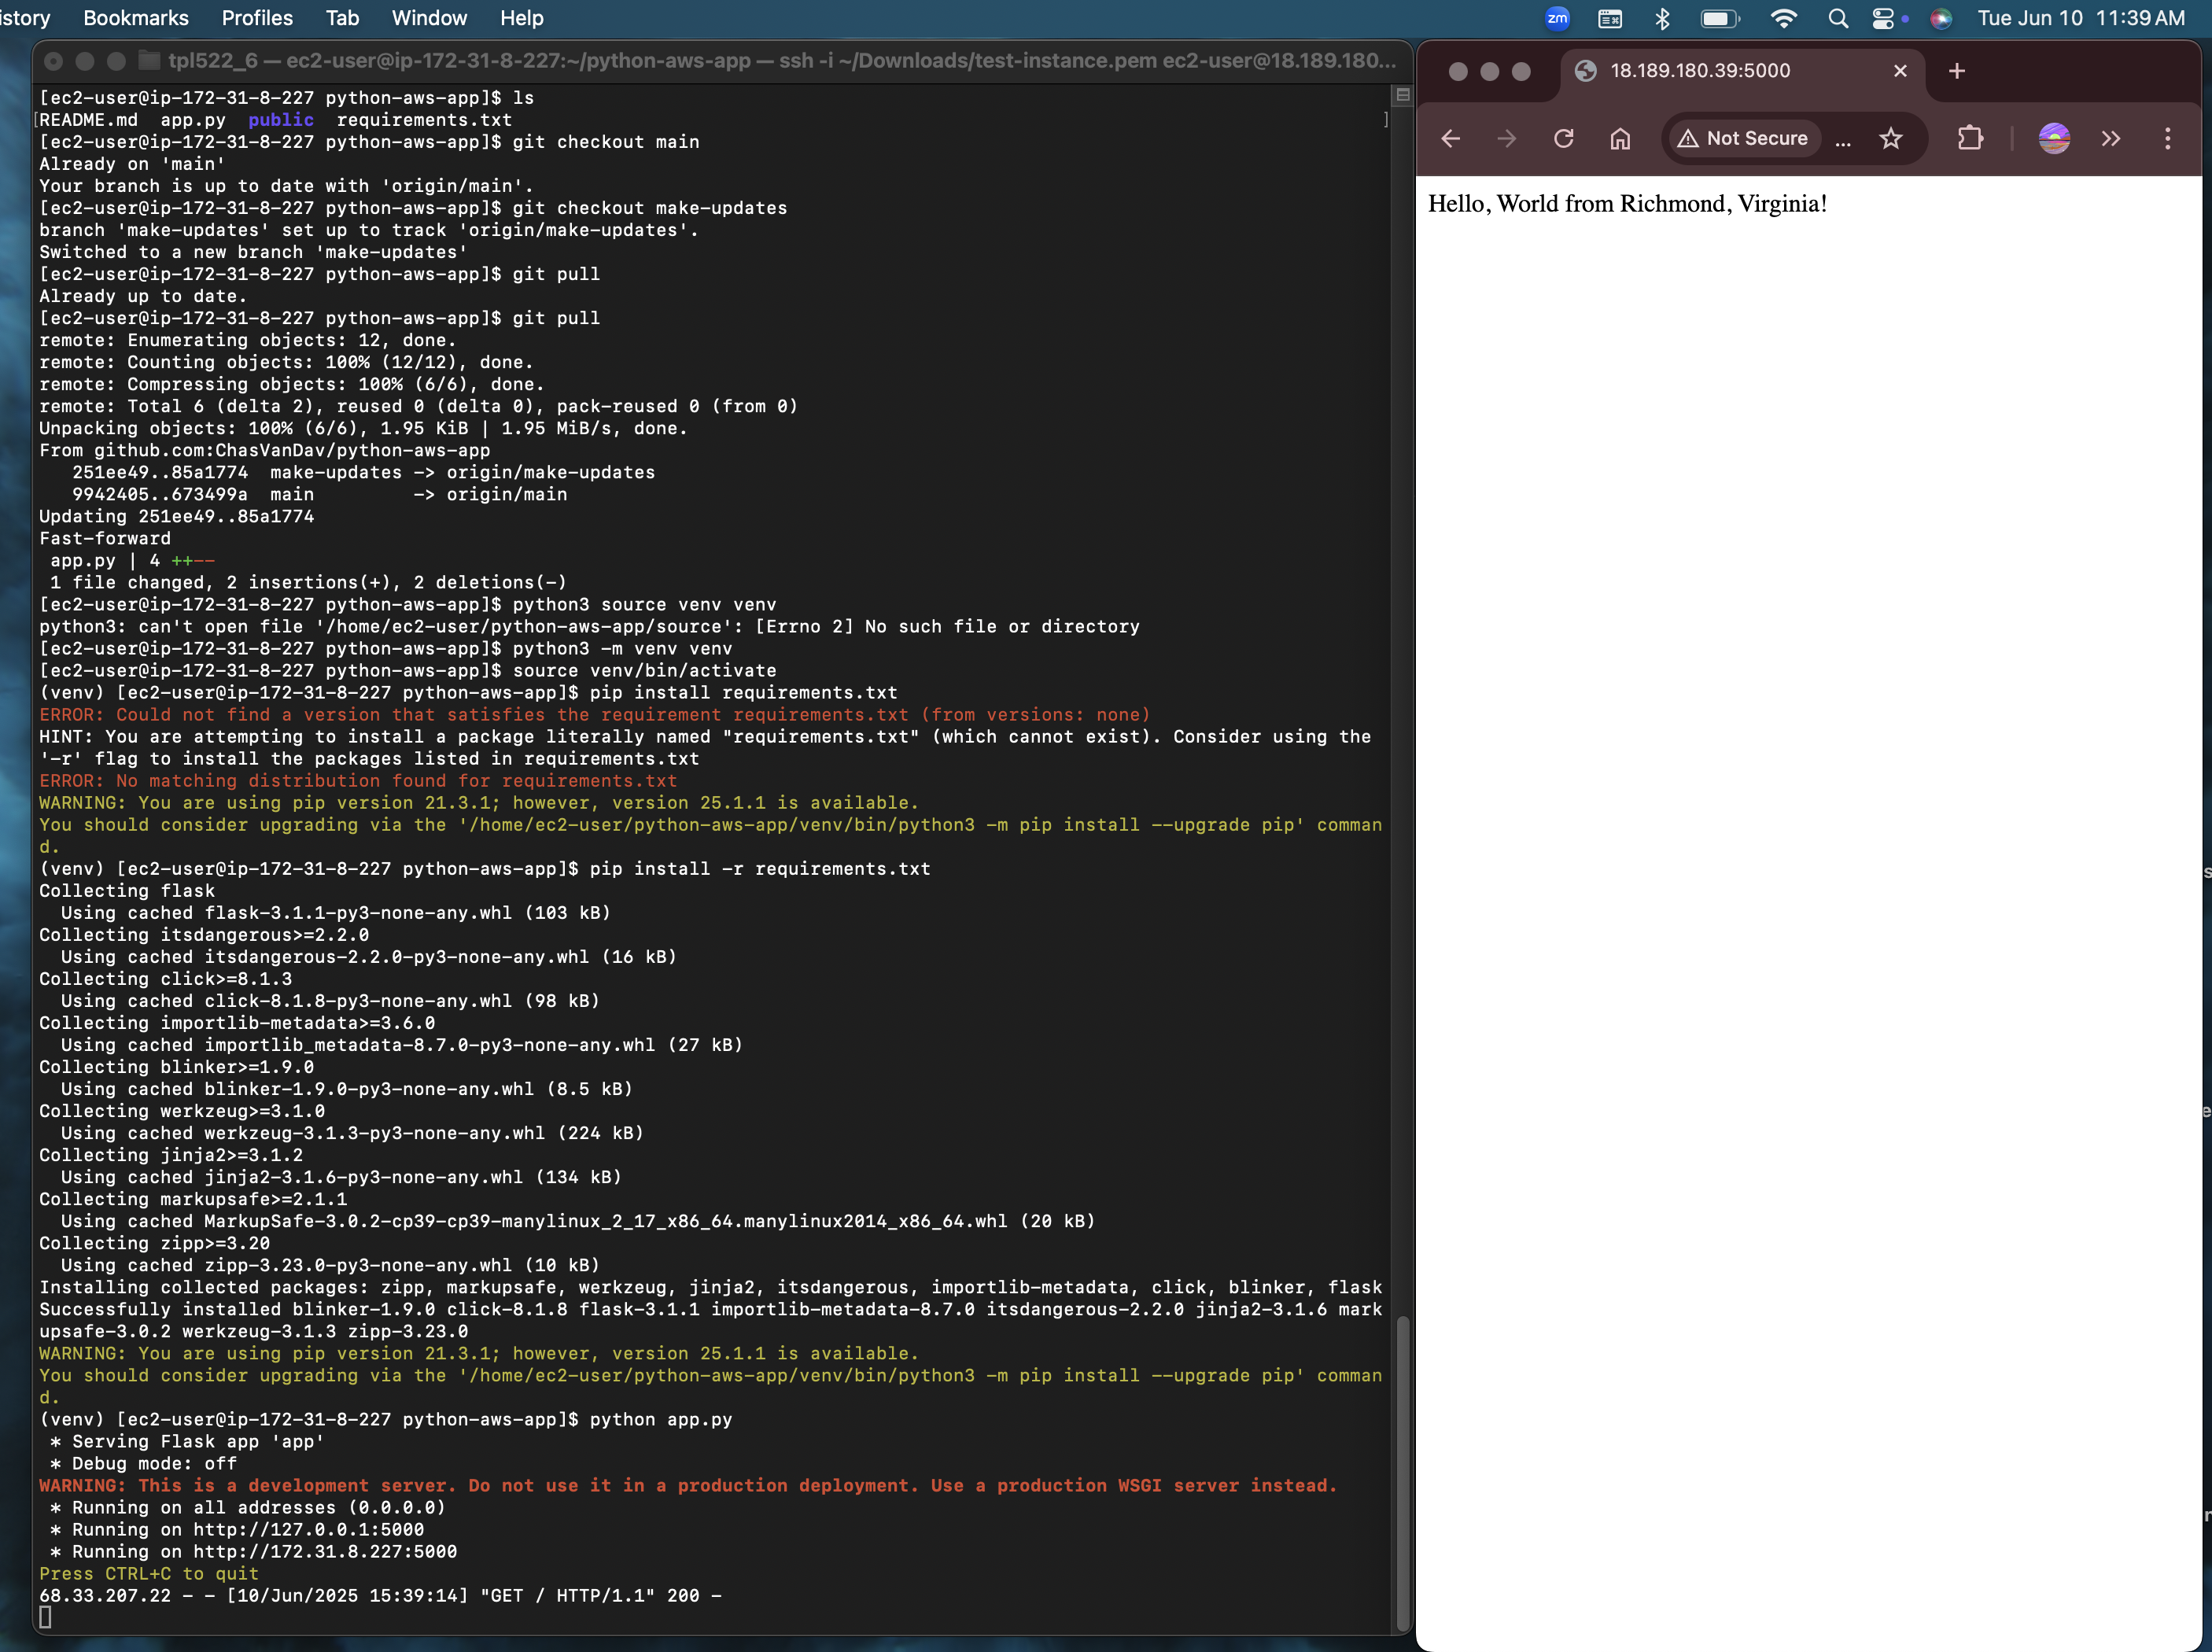 istory Bookmarks Profiles Tab Window Help zm Tue Jun 10 11:39 AM
tpl522_6 — ec2-user@ip-172-31-8-227:~/python-aws-app — ssh -i ~/Downloads/test-instance.pem ec2-user@18.189.180...
[ec2-user@ip-172-31-8-227 python-aws-app]$ ls
[README.md  app.py  public  requirements.txt ]
[ec2-user@ip-172-31-8-227 python-aws-app]$ git checkout main
Already on 'main'
Your branch is up to date with 'origin/main'.
[ec2-user@ip-172-31-8-227 python-aws-app]$ git checkout make-updates
branch 'make-updates' set up to track 'origin/make-updates'.
Switched to a new branch 'make-updates'
[ec2-user@ip-172-31-8-227 python-aws-app]$ git pull
Already up to date.
[ec2-user@ip-172-31-8-227 python-aws-app]$ git pull
remote: Enumerating objects: 12, done.
remote: Counting objects: 100% (12/12), done.
remote: Compressing objects: 100% (6/6), done.
remote: Total 6 (delta 2), reused 0 (delta 0), pack-reused 0 (from 0)
Unpacking objects: 100% (6/6), 1.95 KiB | 1.95 MiB/s, done.
From github.com:ChasVanDav/python-aws-app
   251ee49..85a1774  make-updates -> origin/make-updates
   9942405..673499a  main         -> origin/main
Updating 251ee49..85a1774
Fast-forward
 app.py | 4 ++--
 1 file changed, 2 insertions(+), 2 deletions(-)
[ec2-user@ip-172-31-8-227 python-aws-app]$ python3 source venv venv
python3: can't open file '/home/ec2-user/python-aws-app/source': [Errno 2] No such file or directory
[ec2-user@ip-172-31-8-227 python-aws-app]$ python3 -m venv venv
[ec2-user@ip-172-31-8-227 python-aws-app]$ source venv/bin/activate
(venv) [ec2-user@ip-172-31-8-227 python-aws-app]$ pip install requirements.txt
ERROR: Could not find a version that satisfies the requirement requirements.txt (from versions: none)
HINT: You are attempting to install a package literally named "requirements.txt" (which cannot exist). Consider using the
'-r' flag to install the packages listed in requirements.txt
ERROR: No matching distribution found for requirements.txt
WARNING: You are using pip version 21.3.1; however, version 25.1.1 is available.
You should consider upgrading via the '/home/ec2-user/python-aws-app/venv/bin/python3 -m pip install --upgrade pip' comman
d.
(venv) [ec2-user@ip-172-31-8-227 python-aws-app]$ pip install -r requirements.txt
Collecting flask
  Using cached flask-3.1.1-py3-none-any.whl (103 kB)
Collecting itsdangerous>=2.2.0
  Using cached itsdangerous-2.2.0-py3-none-any.whl (16 kB)
Collecting click>=8.1.3
  Using cached click-8.1.8-py3-none-any.whl (98 kB)
Collecting importlib-metadata>=3.6.0
  Using cached importlib_metadata-8.7.0-py3-none-any.whl (27 kB)
Collecting blinker>=1.9.0
  Using cached blinker-1.9.0-py3-none-any.whl (8.5 kB)
Collecting werkzeug>=3.1.0
  Using cached werkzeug-3.1.3-py3-none-any.whl (224 kB)
Collecting jinja2>=3.1.2
  Using cached jinja2-3.1.6-py3-none-any.whl (134 kB)
Collecting markupsafe>=2.1.1
  Using cached MarkupSafe-3.0.2-cp39-cp39-manylinux_2_17_x86_64.manylinux2014_x86_64.whl (20 kB)
Collecting zipp>=3.20
  Using cached zipp-3.23.0-py3-none-any.whl (10 kB)
Installing collected packages: zipp, markupsafe, werkzeug, jinja2, itsdangerous, importlib-metadata, click, blinker, flask
Successfully installed blinker-1.9.0 click-8.1.8 flask-3.1.1 importlib-metadata-8.7.0 itsdangerous-2.2.0 jinja2-3.1.6 mark
upsafe-3.0.2 werkzeug-3.1.3 zipp-3.23.0
WARNING: You are using pip version 21.3.1; however, version 25.1.1 is available.
You should consider upgrading via the '/home/ec2-user/python-aws-app/venv/bin/python3 -m pip install --upgrade pip' comman
d.
(venv) [ec2-user@ip-172-31-8-227 python-aws-app]$ python app.py
 * Serving Flask app 'app'
 * Debug mode: off
WARNING: This is a development server. Do not use it in a production deployment. Use a production WSGI server instead.
 * Running on all addresses (0.0.0.0)
 * Running on http://127.0.0.1:5000
 * Running on http://172.31.8.227:5000
Press CTRL+C to quit
68.33.207.22 - - [10/Jun/2025 15:39:14] "GET / HTTP/1.1" 200 -
18.189.180.39:5000
Not Secure ...
Hello, World from Richmond, Virginia!